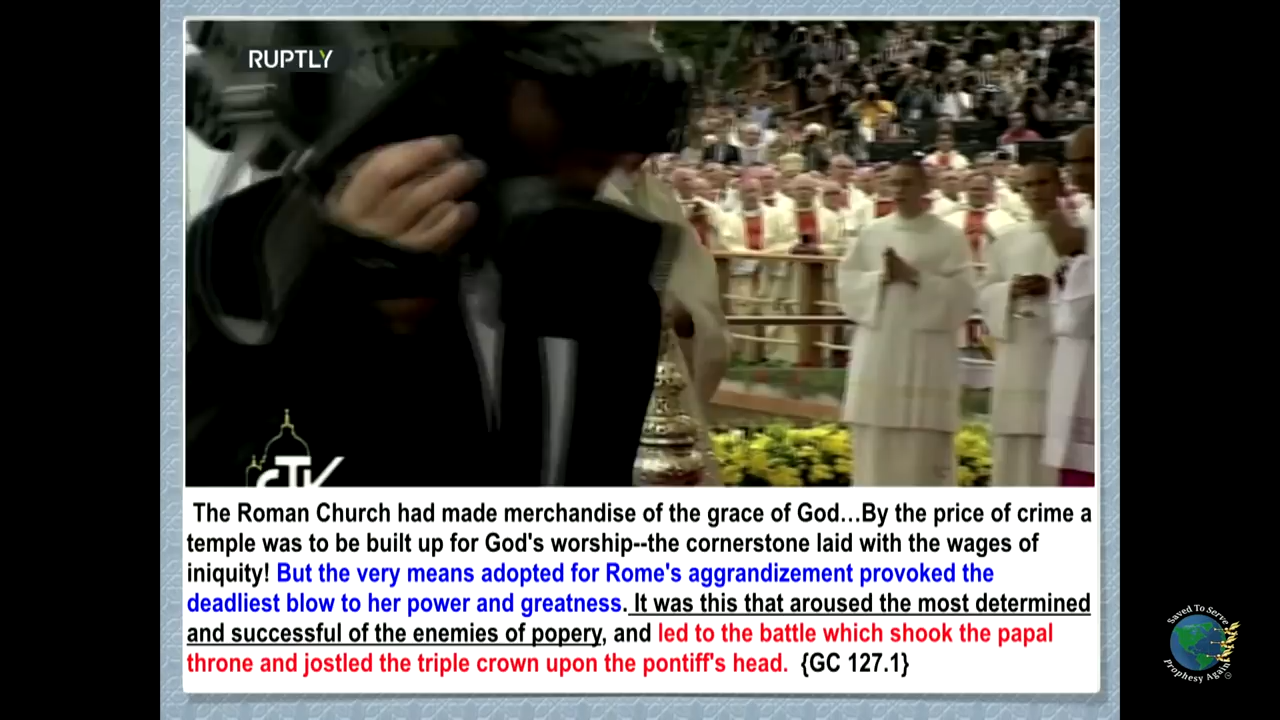 RUPTLY
CTV
The Roman Church had made merchandise of the grace of God…By the price of crime a
temple was to be built up for God's worship--the cornerstone laid with the wages of
iniquity! But the very means adopted for Rome's aggrandizement provoked the
deadliest blow to her power and greatness. It was this that aroused the most determined
and successful of the enemies of popery, and led to the battle which shook the papal
throne and jostled the triple crown upon the pontiff's head. {GC 127.1}
Saved To Serve
Prophesy Again